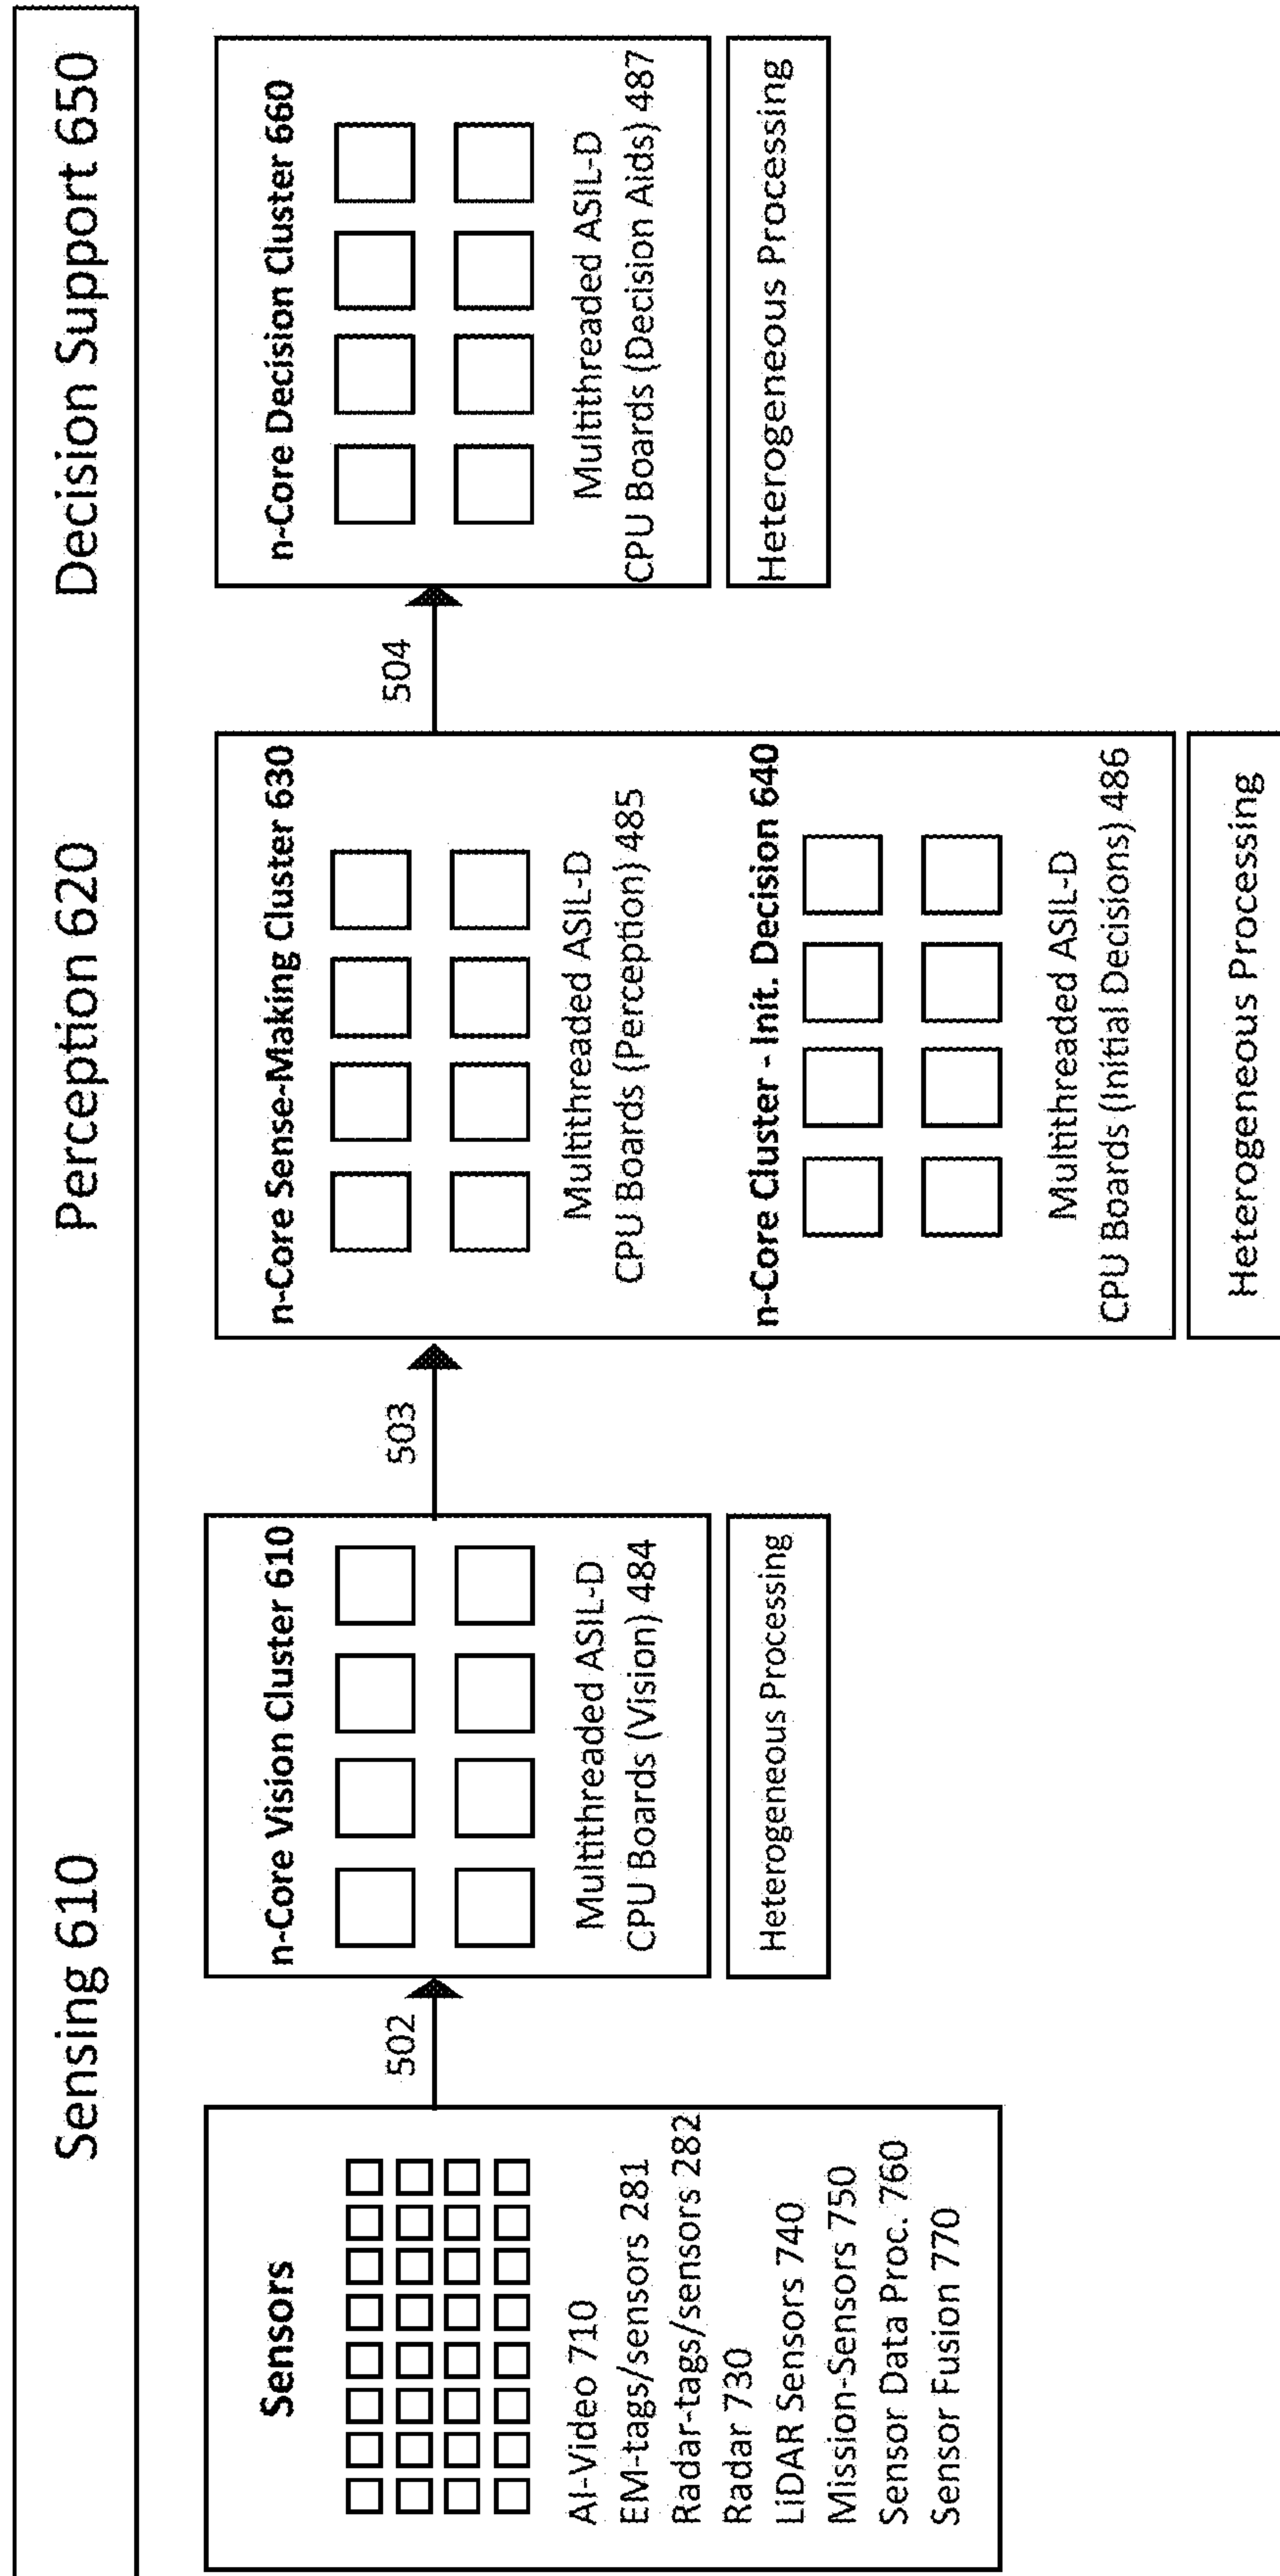 Sensing 610 Perception 620 Decision Support 650
Sensors
AI-Video 710
EM-tags/sensors 281
Radar-tags/sensors 282
Radar 730
LiDAR Sensors 740
Mission-Sensors 750
Sensor Data Proc. 760
Sensor Fusion 770
502
n-Core Vision Cluster 610
Multithreaded ASIL-D
CPU Boards (Vision) 484
Heterogeneous Processing
503
n-Core Sense-Making Cluster 630
Multithreaded ASIL-D
CPU Boards (Perception) 485
n-Core Cluster - Init. Decision 640
Multithreaded ASIL-D
CPU Boards (Initial Decisions) 486
Heterogeneous Processing
504
n-Core Decision Cluster 660
Multithreaded ASIL-D
CPU Boards (Decision Aids) 487
Heterogeneous Processing